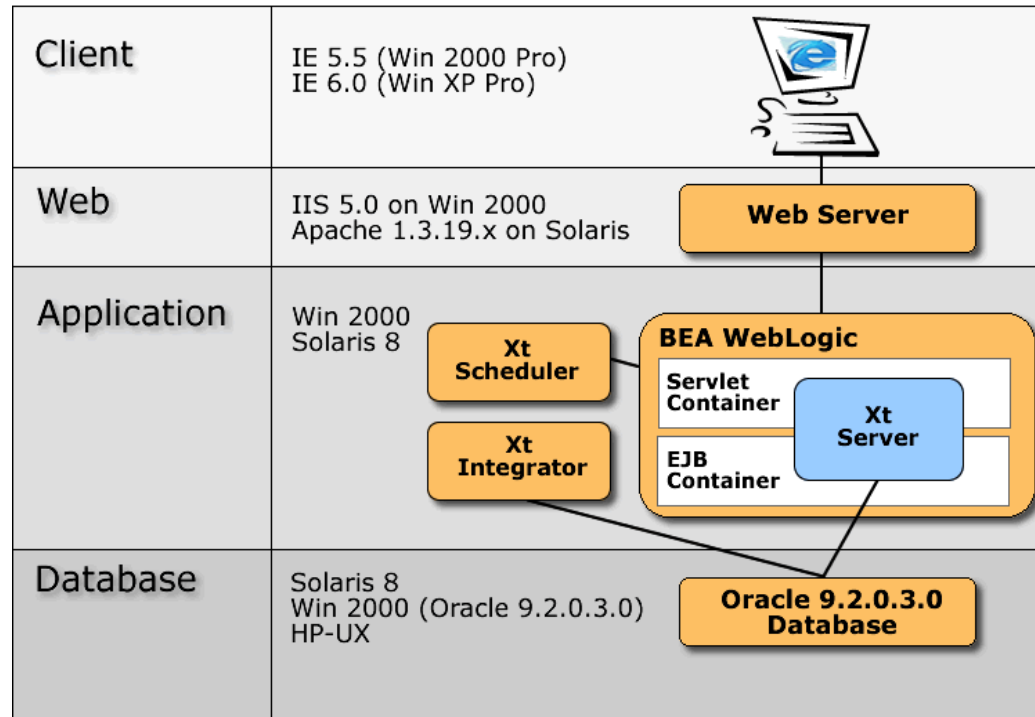 Client
IE 5.5 (Win 2000 Pro)
IE 6.0 (Win XP Pro)
Web
IIS 5.0 on Win 2000
Apache 1.3.19.x on Solaris
Web Server
Application
Win 2000
Solaris 8
Xt
Scheduler
Xt
Integrator
BEA WebLogic
Servlet
Container
Xt
Server
EJB
Container
Database
Solaris 8
Win 2000 (Oracle 9.2.0.3.0)
HP-UX
Oracle 9.2.0.3.0
Database